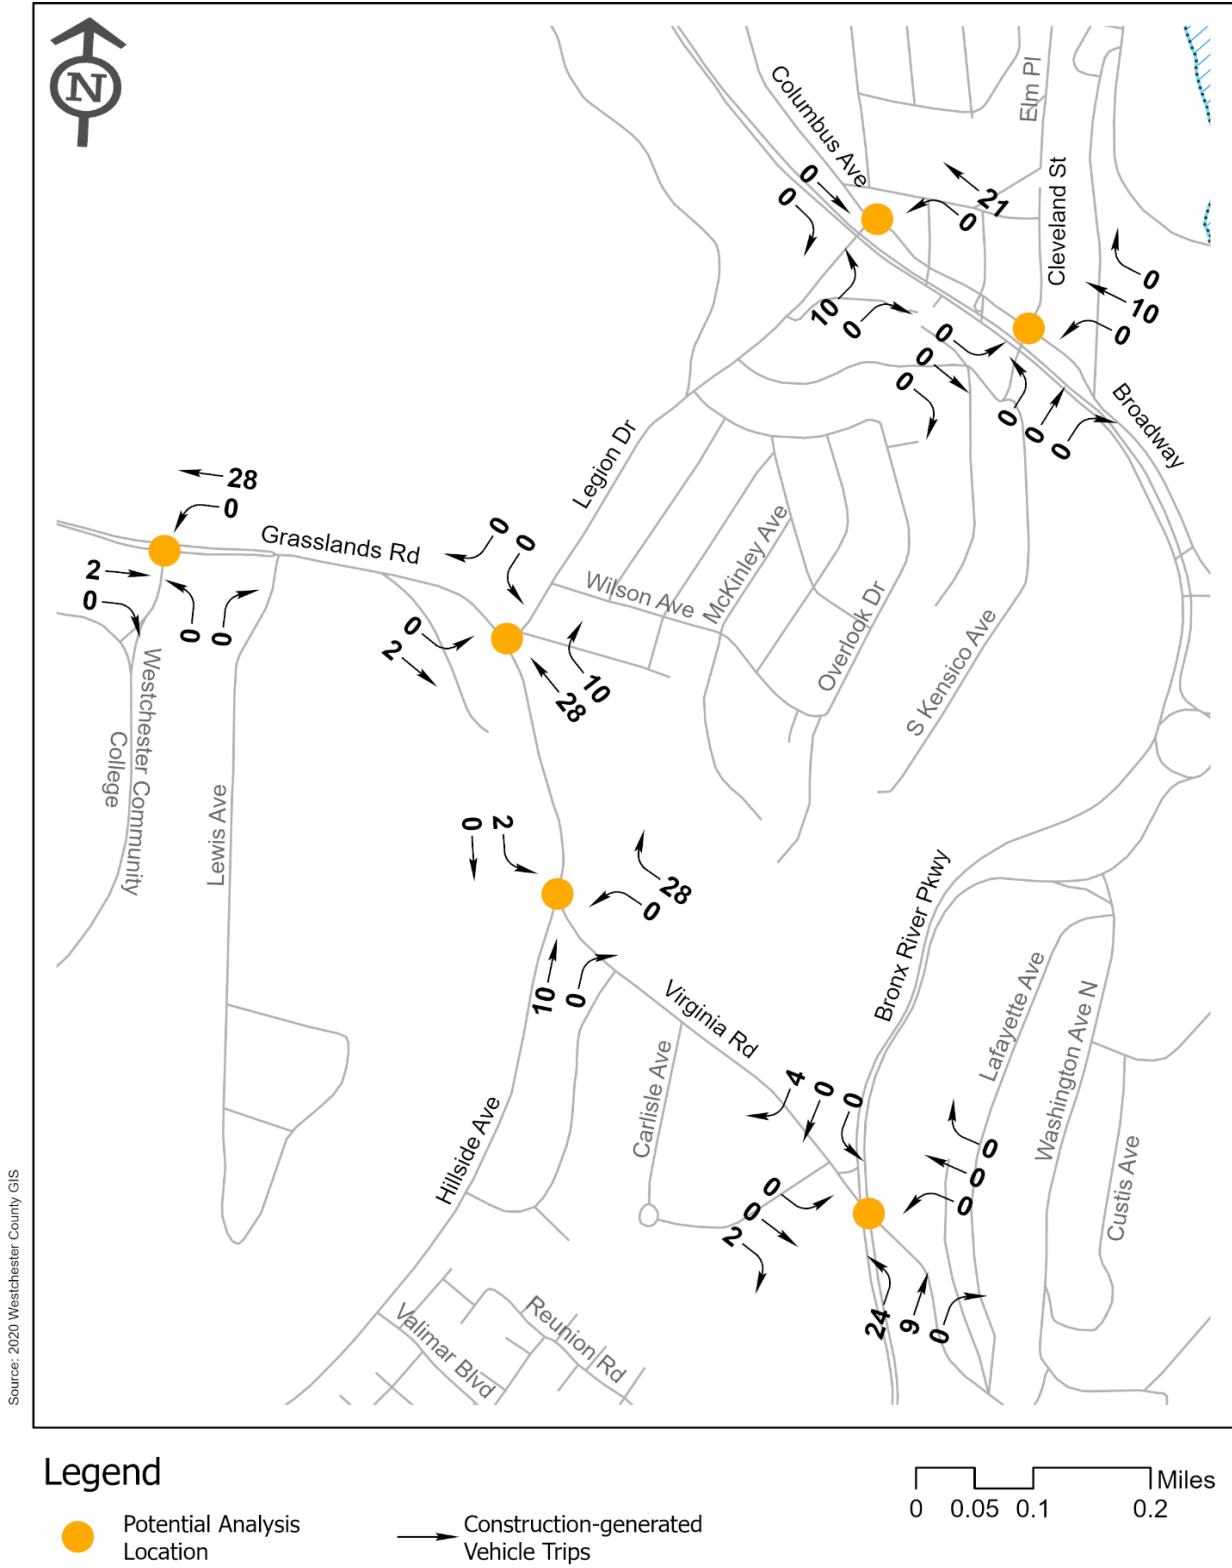 N
Columbus Ave
Elm Pl
Cleveland St
0
0
21
0
10
0
0
10
0
0
0
0
0
0
0
Broadway
Legion Dr
28
0
Grasslands Rd
2
0
0
0
0
0
0
2
28
10
Wilson Ave
McKinley Ave
Overlook Dr
S Kensico Ave
Westchester Community
College
Lewis Ave
0
2
28
0
10
0
Virginia Rd
Bronx River Pkwy
Lafayette Ave
Washington Ave N
Custis Ave
Carlisle Ave
Hillside Ave
4
0
0
0
0
0
0
0
2
24
9
0
Reunion Rd
Valimar Blvd
Source: 2020 Westchester County GIS
Legend
Potential Analysis
Location
Construction-generated
Vehicle Trips
Miles
0 0.05 0.1 0.2